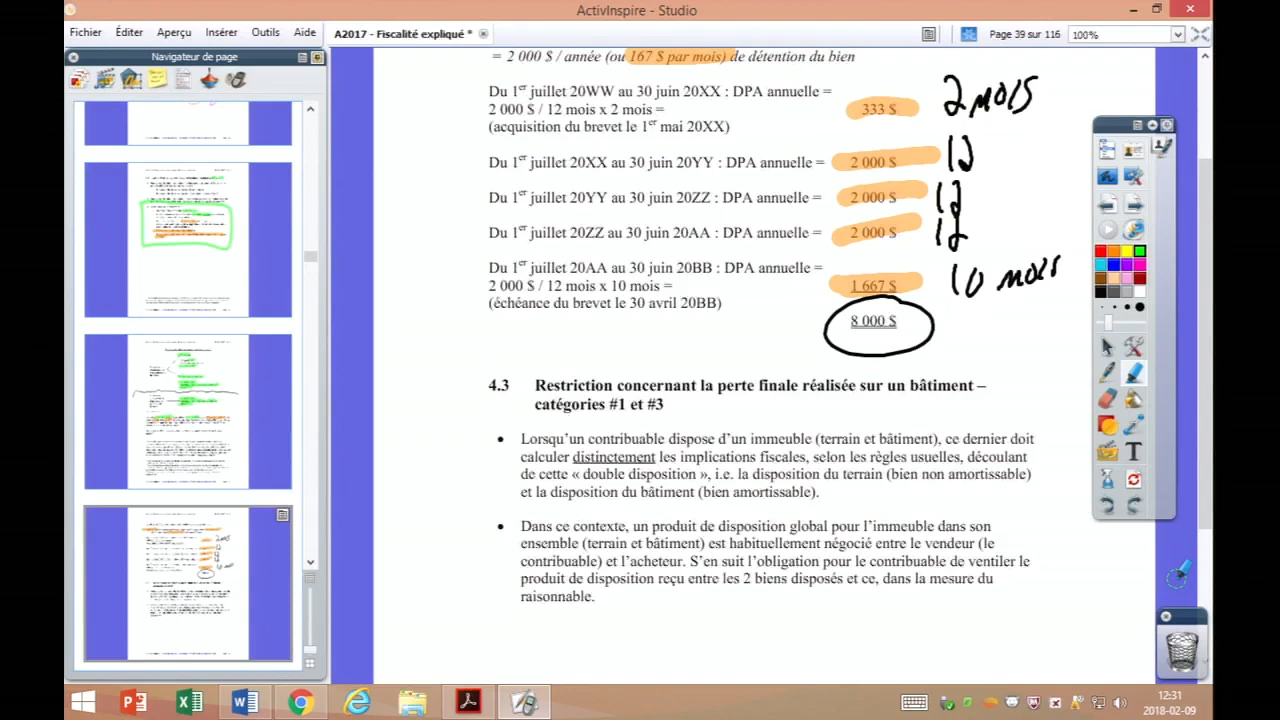 ActivInspire - Studio
Fichier Éditer Aperçu Insérer Outils Aide
A2017 - Fiscalité expliqué *
Page 39 sur 116
100%
Navigateur de page
= 2 000 $ / année (ou 167 $ par mois) de détention du bien
Du 1er juillet 20WW au 30 juin 20XX : DPA annuelle =
2 000 $ / 12 mois x 2 mois = 333 $ 2 MOIS
(acquisition du brevet le 1er mai 20XX)
Du 1er juillet 20XX au 30 juin 20YY : DPA annuelle = 2 000 $ 12
Du 1er juillet 20YY au 30 juin 20ZZ : DPA annuelle = 2 000 $ 12
Du 1er juillet 20ZZ au 30 juin 20AA : DPA annuelle = 2 000 $ 12
Du 1er juillet 20AA au 30 juin 20BB : DPA annuelle =
2 000 $ / 12 mois x 10 mois = 1 667 $ 10 MOIS
(échéance du brevet le 30 avril 20BB)
8 000 $
4.3 Restriction concernant la perte finale réalisée sur un bâtiment –
catégories #1 et #3
• Lorsqu’un contribuable dispose d’un immeuble (terrain et bâtiment), ce dernier doit
calculer distinctement les implications fiscales, selon les règles usuelles, découlant
de cette « double disposition », i.e. la disposition du terrain (bien non amortissable)
et la disposition du bâtiment (bien amortissable).
• Dans ce contexte, un produit de disposition global pour l’immeuble dans son
ensemble (terrain et bâtiment) est habituellement négocié entre le vendeur (le
contribuable) et l’acheteur. S’en suit l’obligation pour le contribuable de ventiler le
produit de disposition reçu entre les 2 biens disposés et ce, dans la mesure du
raisonnable.
12:31
2018-02-09